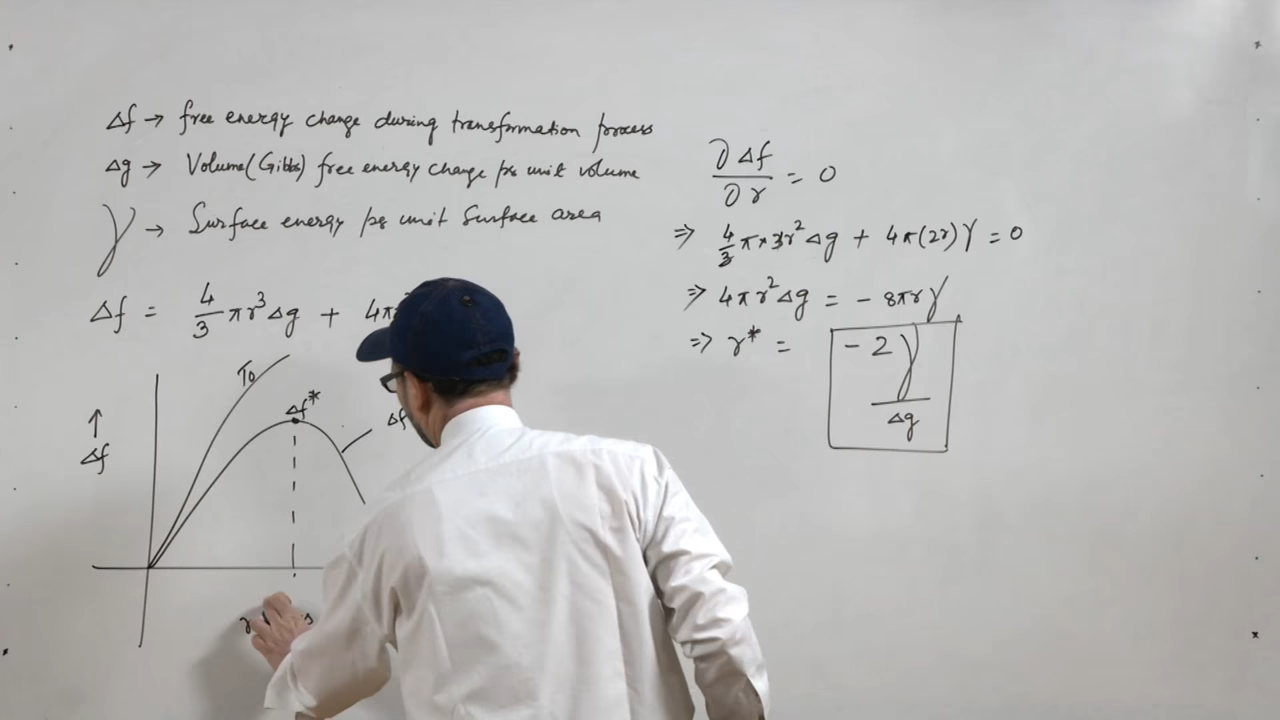 Δf → free energy change during transformation process
Δg → Volume(Gibbs) free energy change per unit volume
γ → Surface energy per unit surface area
Δf = 4/3 πr³Δg + 4π
T₀
Δf*
↑
Δf
Δf
∂Δf/∂r = 0
⇒ 4/3 π×3r²Δg + 4π(2r)γ = 0
⇒ 4πr²Δg = - 8πrγ
⇒ r* = -2γ/Δg